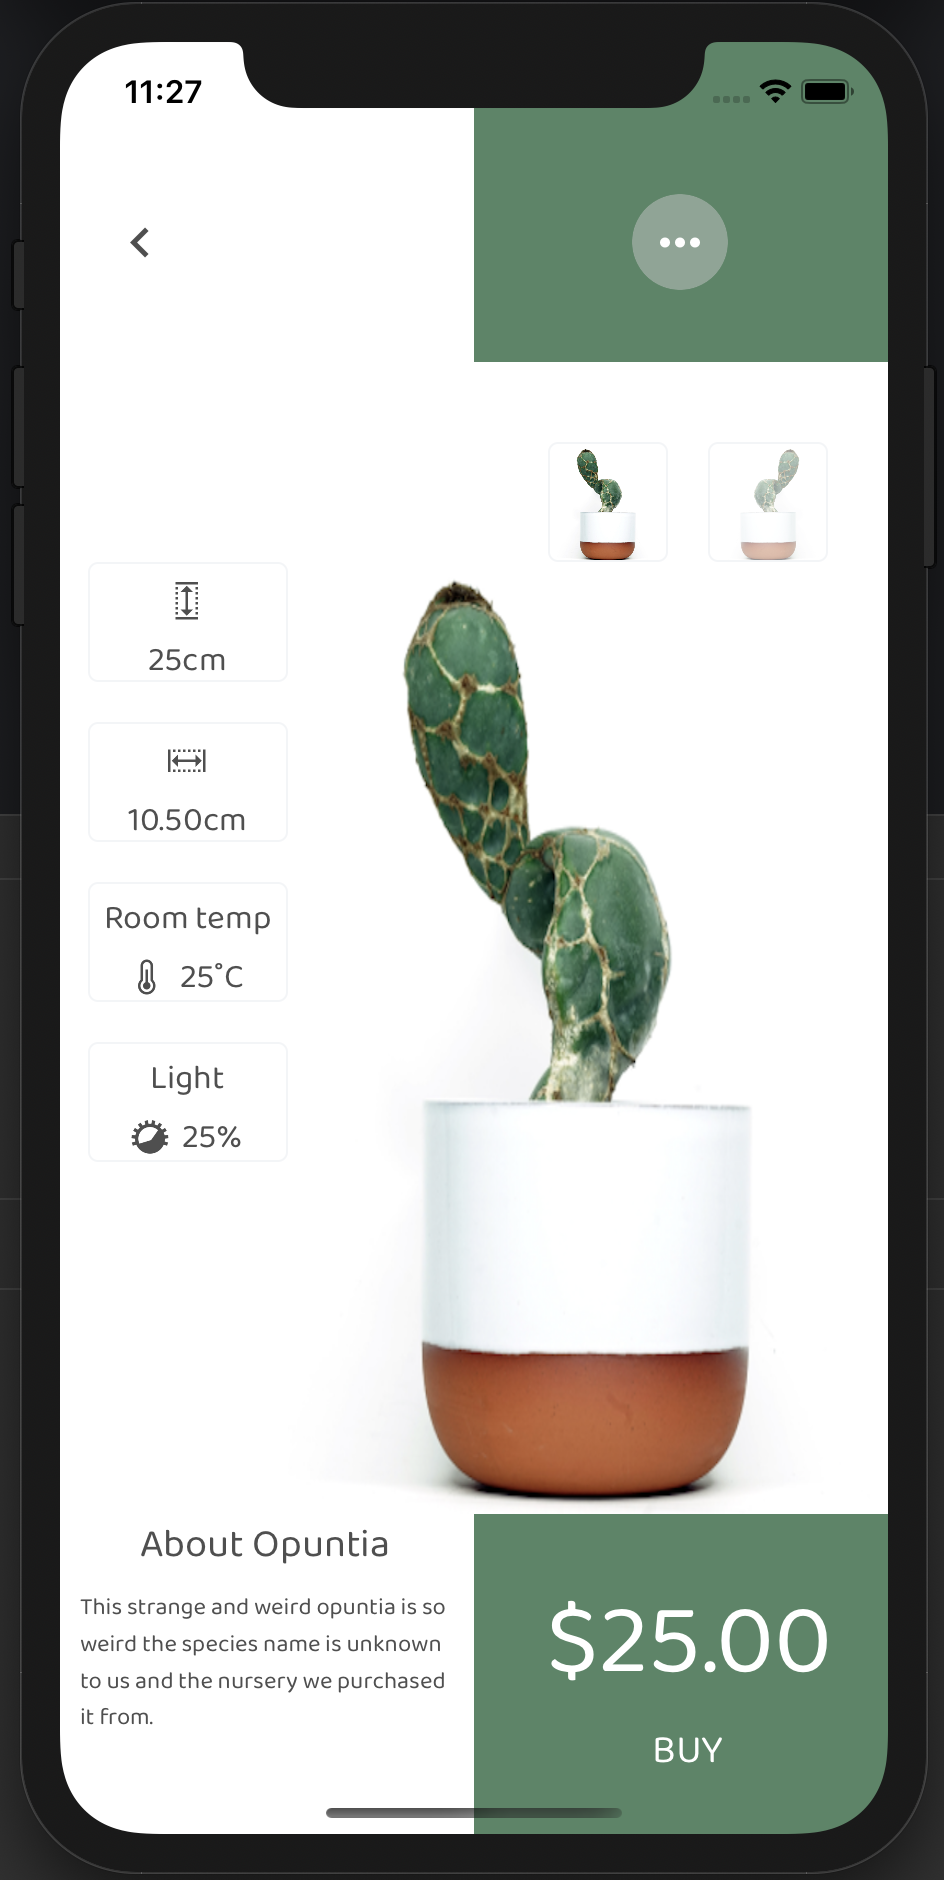 11:27
25cm
10.50cm
Room temp
25°C
Light
25%
About Opuntia
This strange and weird opuntia is so
weird the species name is unknown
to us and the nursery we purchased
it from.
$25.00
BUY